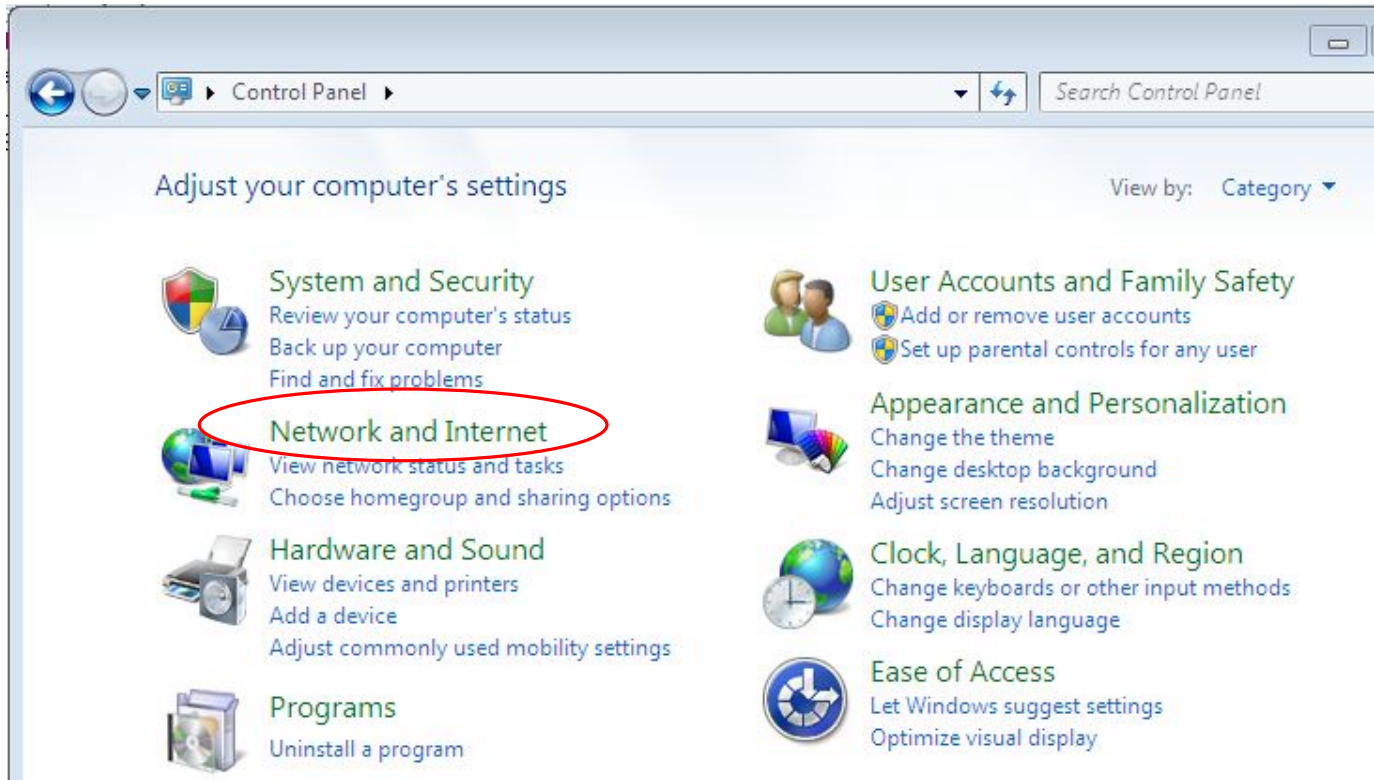 Control Panel
Search Control Panel
Adjust your computer's settings
View by: Category
System and Security
Review your computer's status
Back up your computer
Find and fix problems
Network and Internet
View network status and tasks
Choose homegroup and sharing options
Hardware and Sound
View devices and printers
Add a device
Adjust commonly used mobility settings
Programs
Uninstall a program
User Accounts and Family Safety
Add or remove user accounts
Set up parental controls for any user
Appearance and Personalization
Change the theme
Change desktop background
Adjust screen resolution
Clock, Language, and Region
Change keyboards or other input methods
Change display language
Ease of Access
Let Windows suggest settings
Optimize visual display